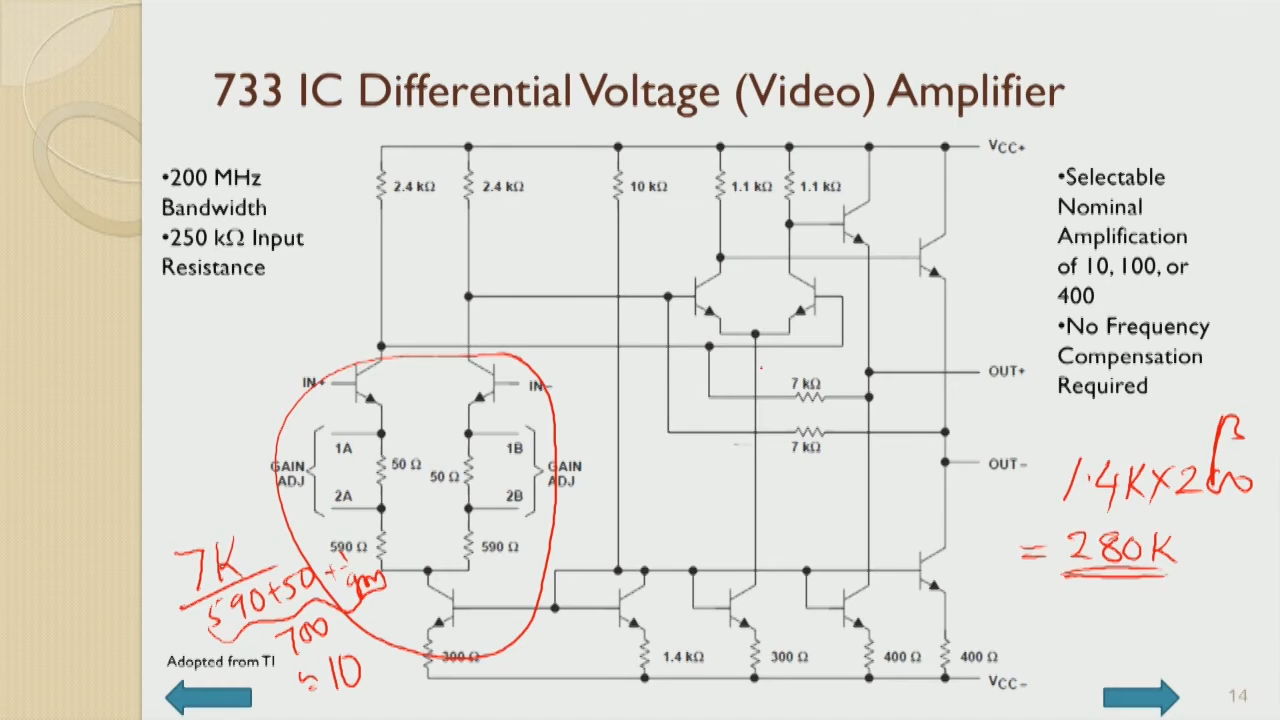 733 IC Differential Voltage (Video) Amplifier
•200 MHz
Bandwidth
•250 kΩ Input
Resistance
2.4 kΩ
2.4 kΩ
10 kΩ
1.1 kΩ
1.1 kΩ
VCC+
•Selectable
Nominal
Amplification
of 10, 100, or
400
•No Frequency
Compensation
Required
IN+
IN−
7 kΩ
OUT+
7 kΩ
OUT−
1A
1B
GAIN
ADJ
50 Ω
50 Ω
GAIN
ADJ
2A
2B
590 Ω
590 Ω
β
1.4K×200
= 280K
7K
590+50+1/gm
700
≈10
300 Ω
1.4 kΩ
300 Ω
400 Ω
400 Ω
VCC−
Adopted from TI
14